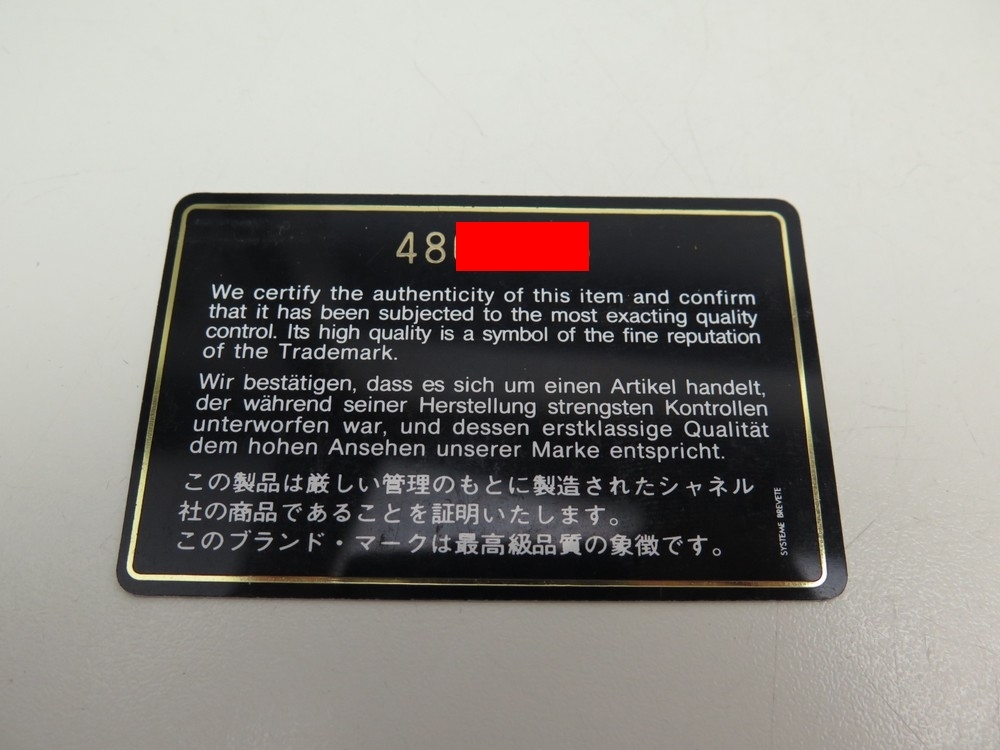 48
We certify the authenticity of this item and confirm
that it has been subjected to the most exacting quality
control. Its high quality is a symbol of the fine reputation
of the Trademark.
Wir bestätigen, dass es sich um einen Artikel handelt,
der während seiner Herstellung strengsten Kontrollen
unterworfen war, und dessen erstklassige Qualität
dem hohen Ansehen unserer Marke entspricht.
この製品は厳しい管理のもとに製造されたシャネル
社の商品であることを証明いたします。
このブランド・マークは最高級品質の象徴です。
SYSTEME BREVETE